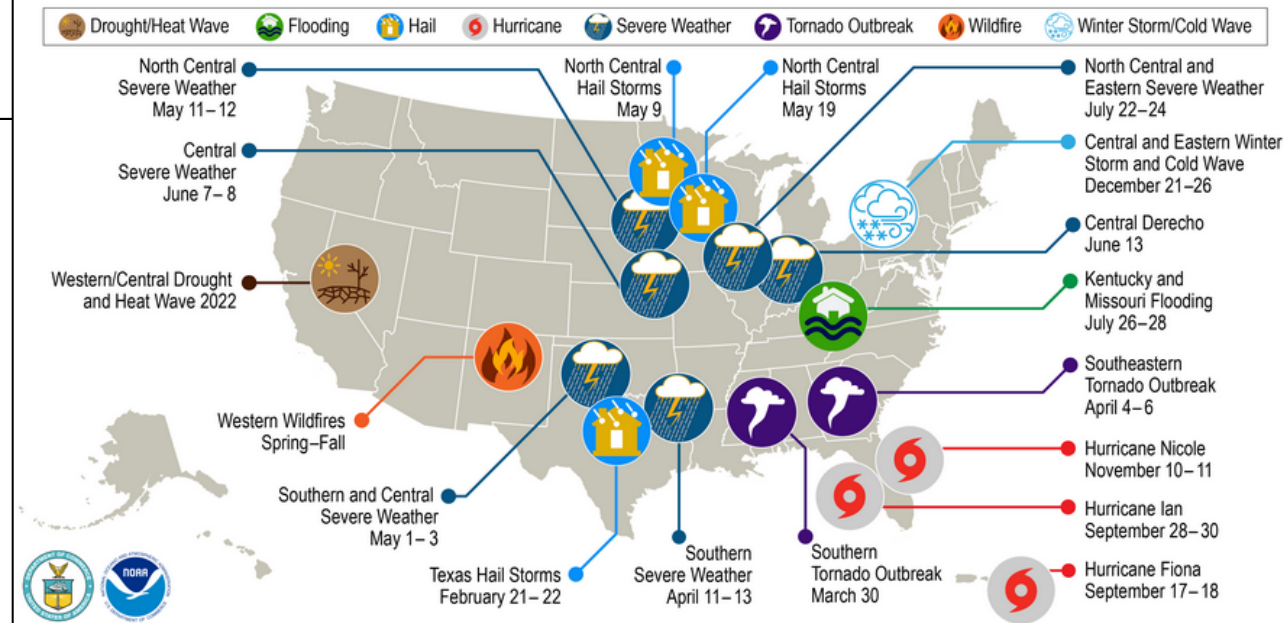 Drought/Heat Wave
Flooding
Hail
Hurricane
Severe Weather
Tornado Outbreak
Wildfire
Winter Storm/Cold Wave
North Central
Severe Weather
May 11–12
North Central
Hail Storms
May 9
North Central
Hail Storms
May 19
North Central and
Eastern Severe Weather
July 22–24
Central
Severe Weather
June 7–8
Central and Eastern Winter
Storm and Cold Wave
December 21–26
Central Derecho
June 13
Western/Central Drought
and Heat Wave 2022
Kentucky and
Missouri Flooding
July 26–28
Southeastern
Tornado Outbreak
April 4–6
Western Wildfires
Spring–Fall
Hurricane Nicole
November 10–11
Southern and Central
Severe Weather
May 1–3
Hurricane Ian
September 28–30
Texas Hail Storms
February 21–22
Southern
Severe Weather
April 11–13
Southern
Tornado Outbreak
March 30
Hurricane Fiona
September 17–18
NOAA